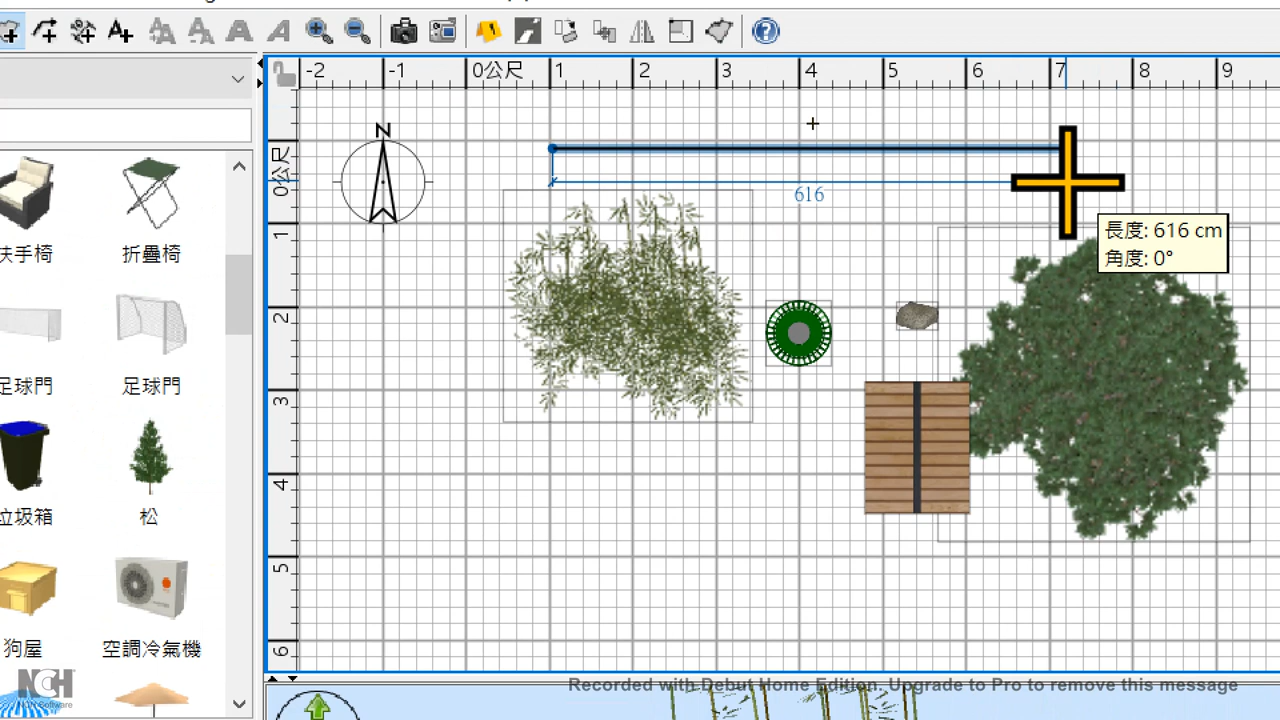 -2 -1 0公尺 1 2 3 4 5 6 7 8 9
N
616
長度: 616 cm
角度: 0°
0公尺
1
2
3
4
5
6
扶手椅 折疊椅
足球門 足球門
垃圾箱 松
狗屋 空調冷氣機
NCH
NCH Software
Recorded with Debut Home Edition. Upgrade to Pro to remove this message